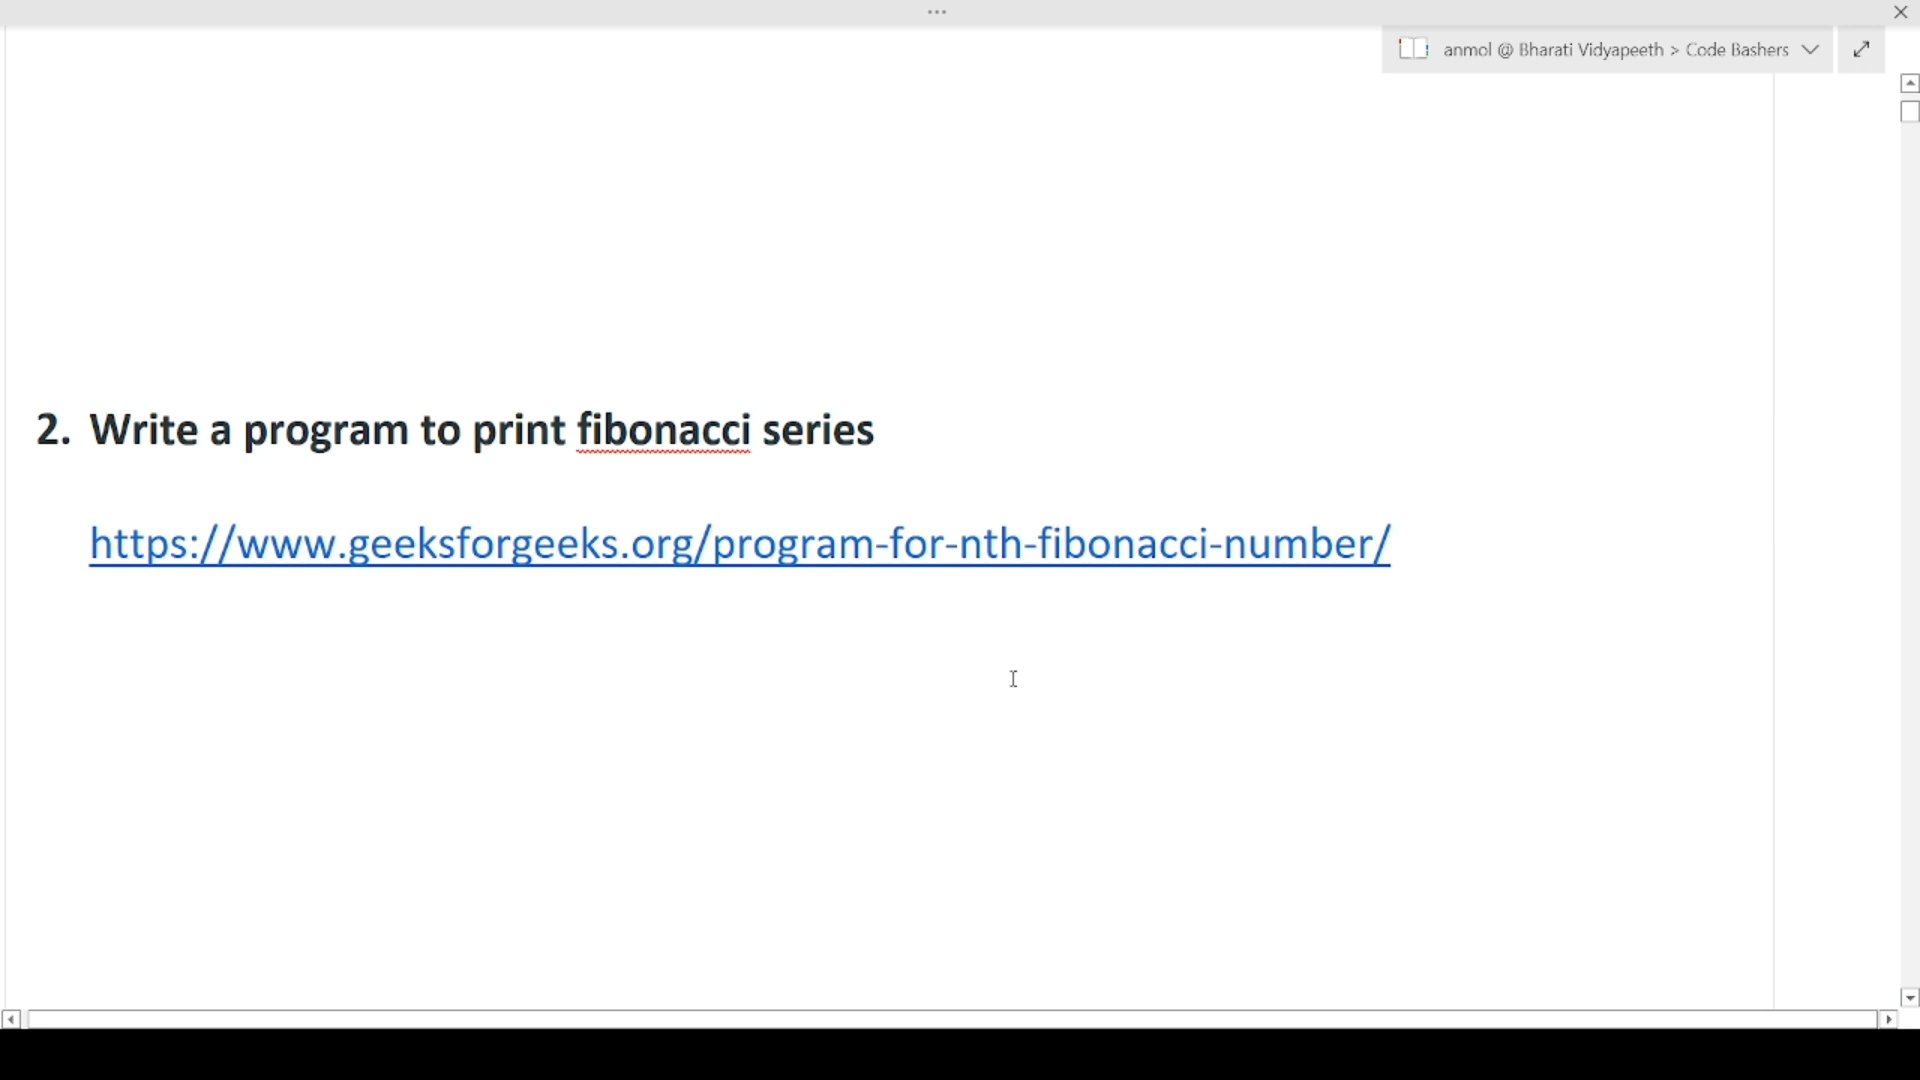 anmol @ Bharati Vidyapeeth > Code Bashers
2. Write a program to print fibonacci series
https://www.geeksforgeeks.org/program-for-nth-fibonacci-number/